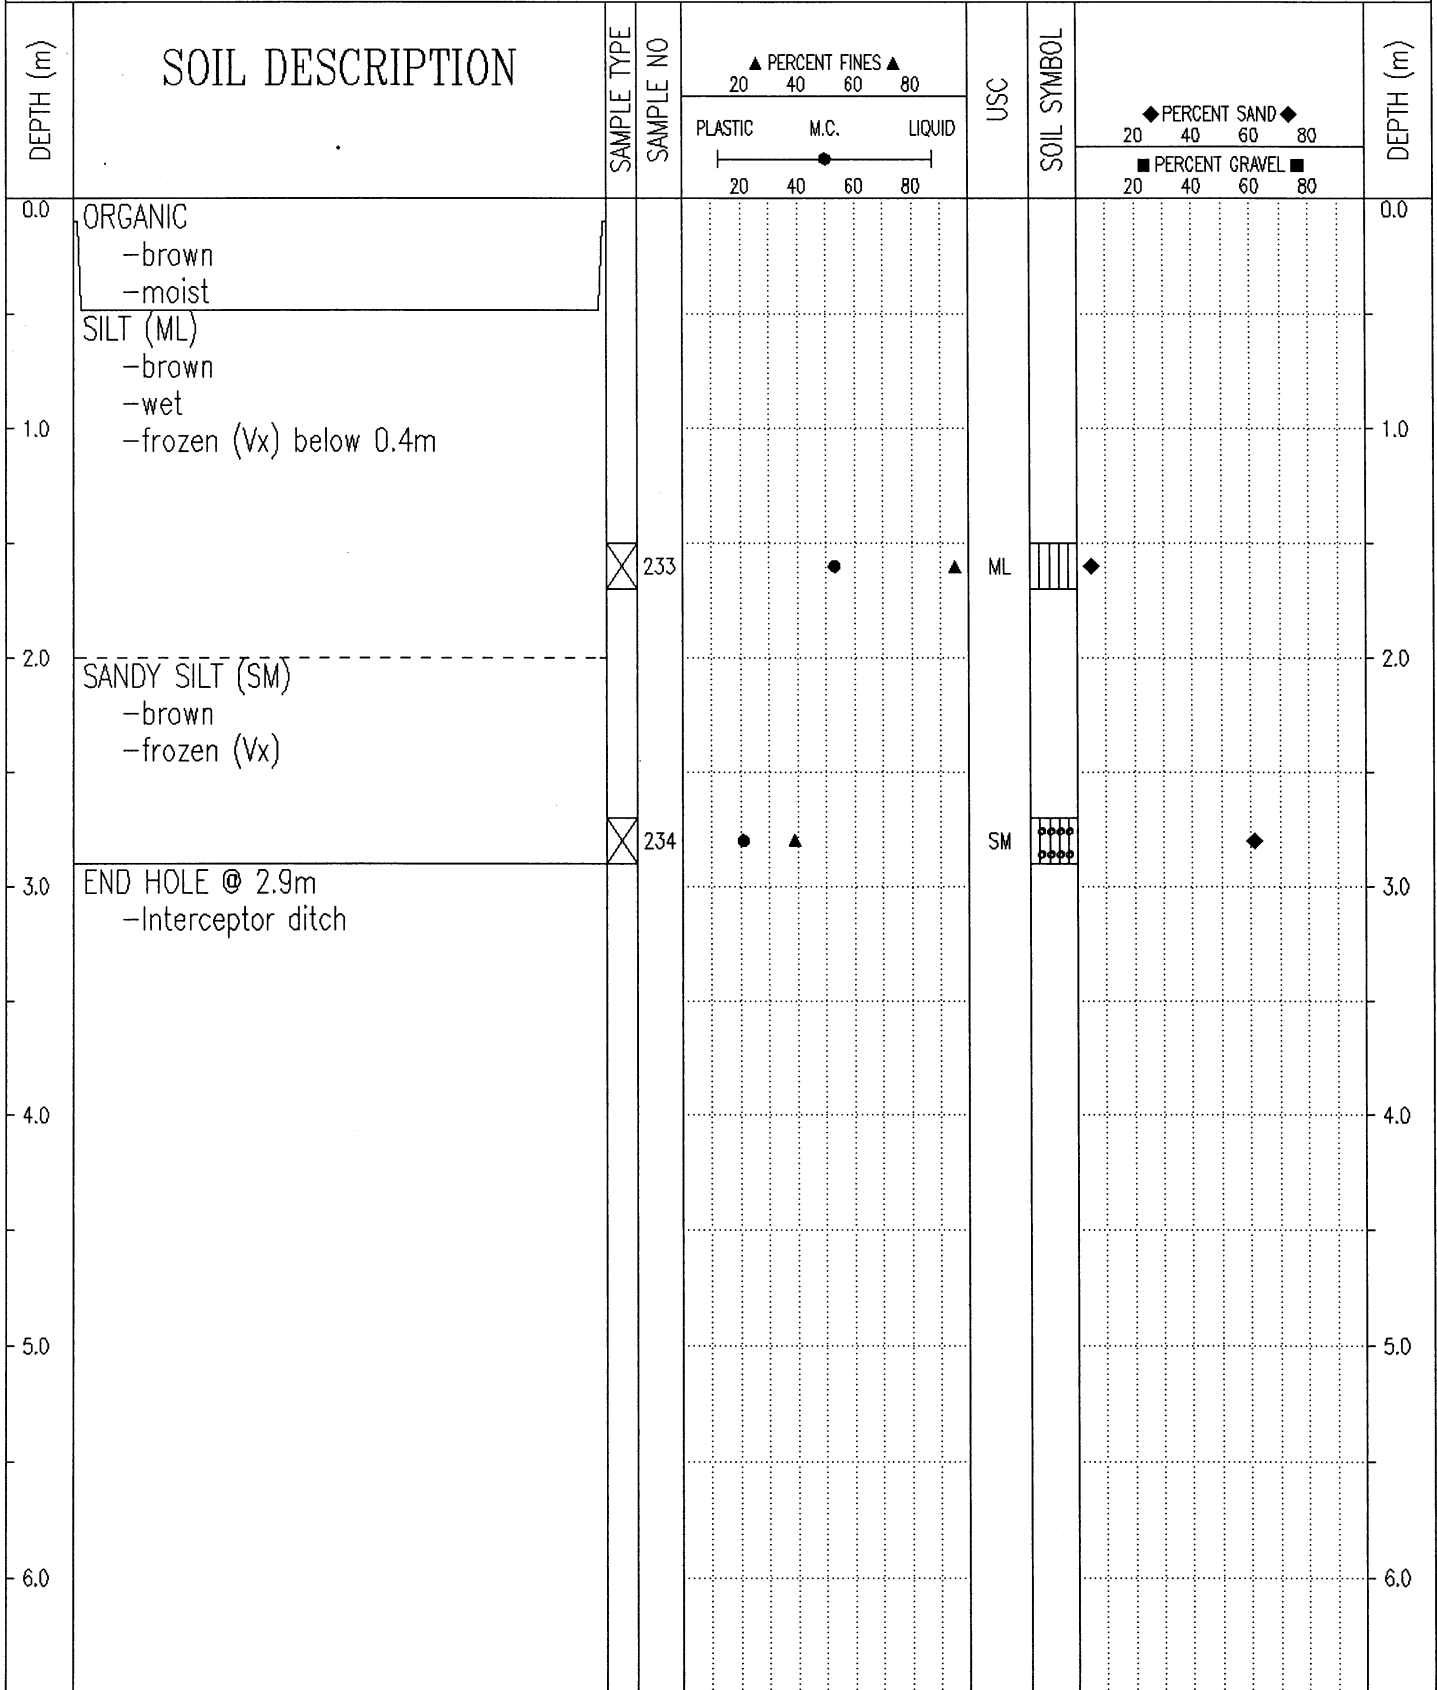 DEPTH (m)
SOIL DESCRIPTION
SAMPLE TYPE
SAMPLE NO
▲ PERCENT FINES ▲
20 40 60 80
PLASTIC M.C. LIQUID
20 40 60 80
USC
SOIL SYMBOL
◆ PERCENT SAND ◆
20 40 60 80
■ PERCENT GRAVEL ■
20 40 60 80
DEPTH (m)
0.0 0.0
ORGANIC
-brown
-moist
SILT (ML)
-brown
-wet
1.0 -frozen (Vx) below 0.4m 1.0
233 ML
2.0 2.0
SANDY SILT (SM)
-brown
-frozen (Vx)
234 SM
3.0 END HOLE @ 2.9m 3.0
-Interceptor ditch
4.0 4.0
5.0 5.0
6.0 6.0